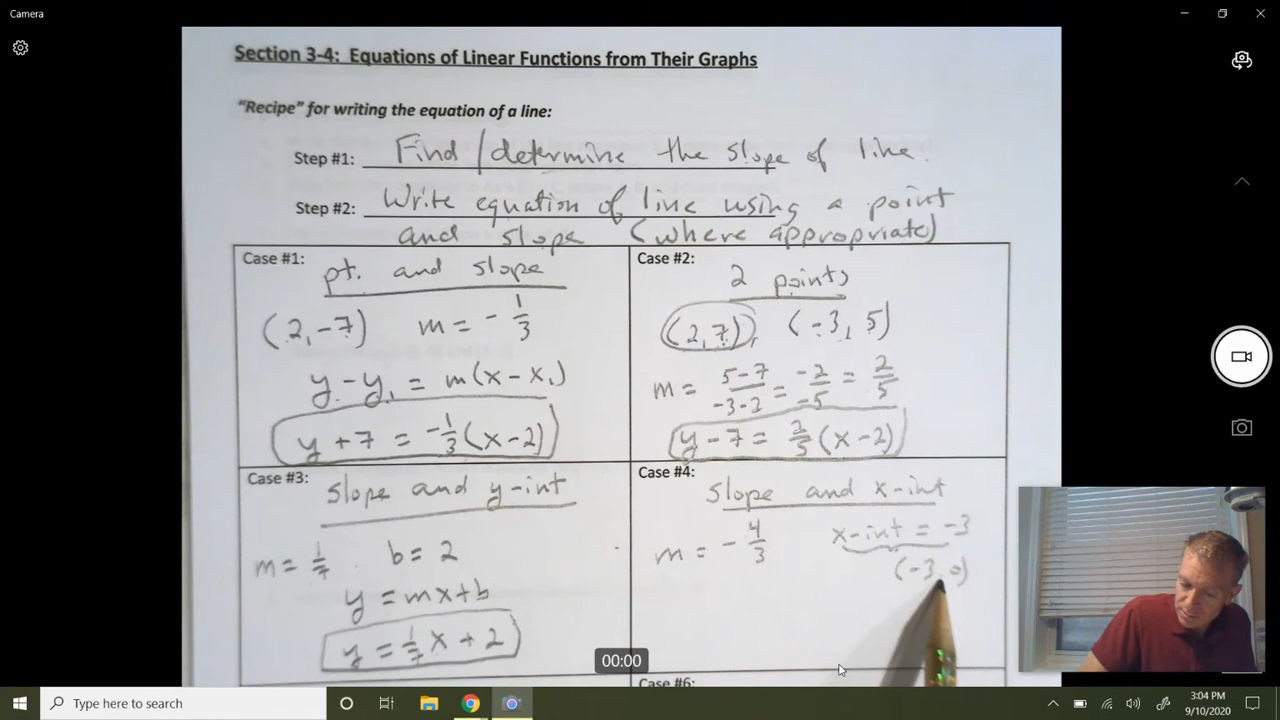 Camera
Section 3-4: Equations of Linear Functions from Their Graphs
"Recipe" for writing the equation of a line:
Step #1: Find / determine the slope of line.
Step #2: Write equation of line using a point
and slope (where appropriate)
Case #1:
pt. and slope
(2, -7) m = - 1/3
y - y₁ = m(x - x₁)
y + 7 = -1/3 (x - 2)
Case #2:
2 points
(2, 7), (-3, 5)
m = 5-7/-3-2 = -2/-5 = 2/5
y - 7 = 2/5 (x - 2)
Case #3:
slope and y-int
m = 1/7 b = 2
y = mx + b
y = 1/7 x + 2
Case #4:
slope and x-int
m = - 4/3 x-int = -3
(-3, 0)
Case #6:
00:00
Type here to search
3:04 PM
9/10/2020